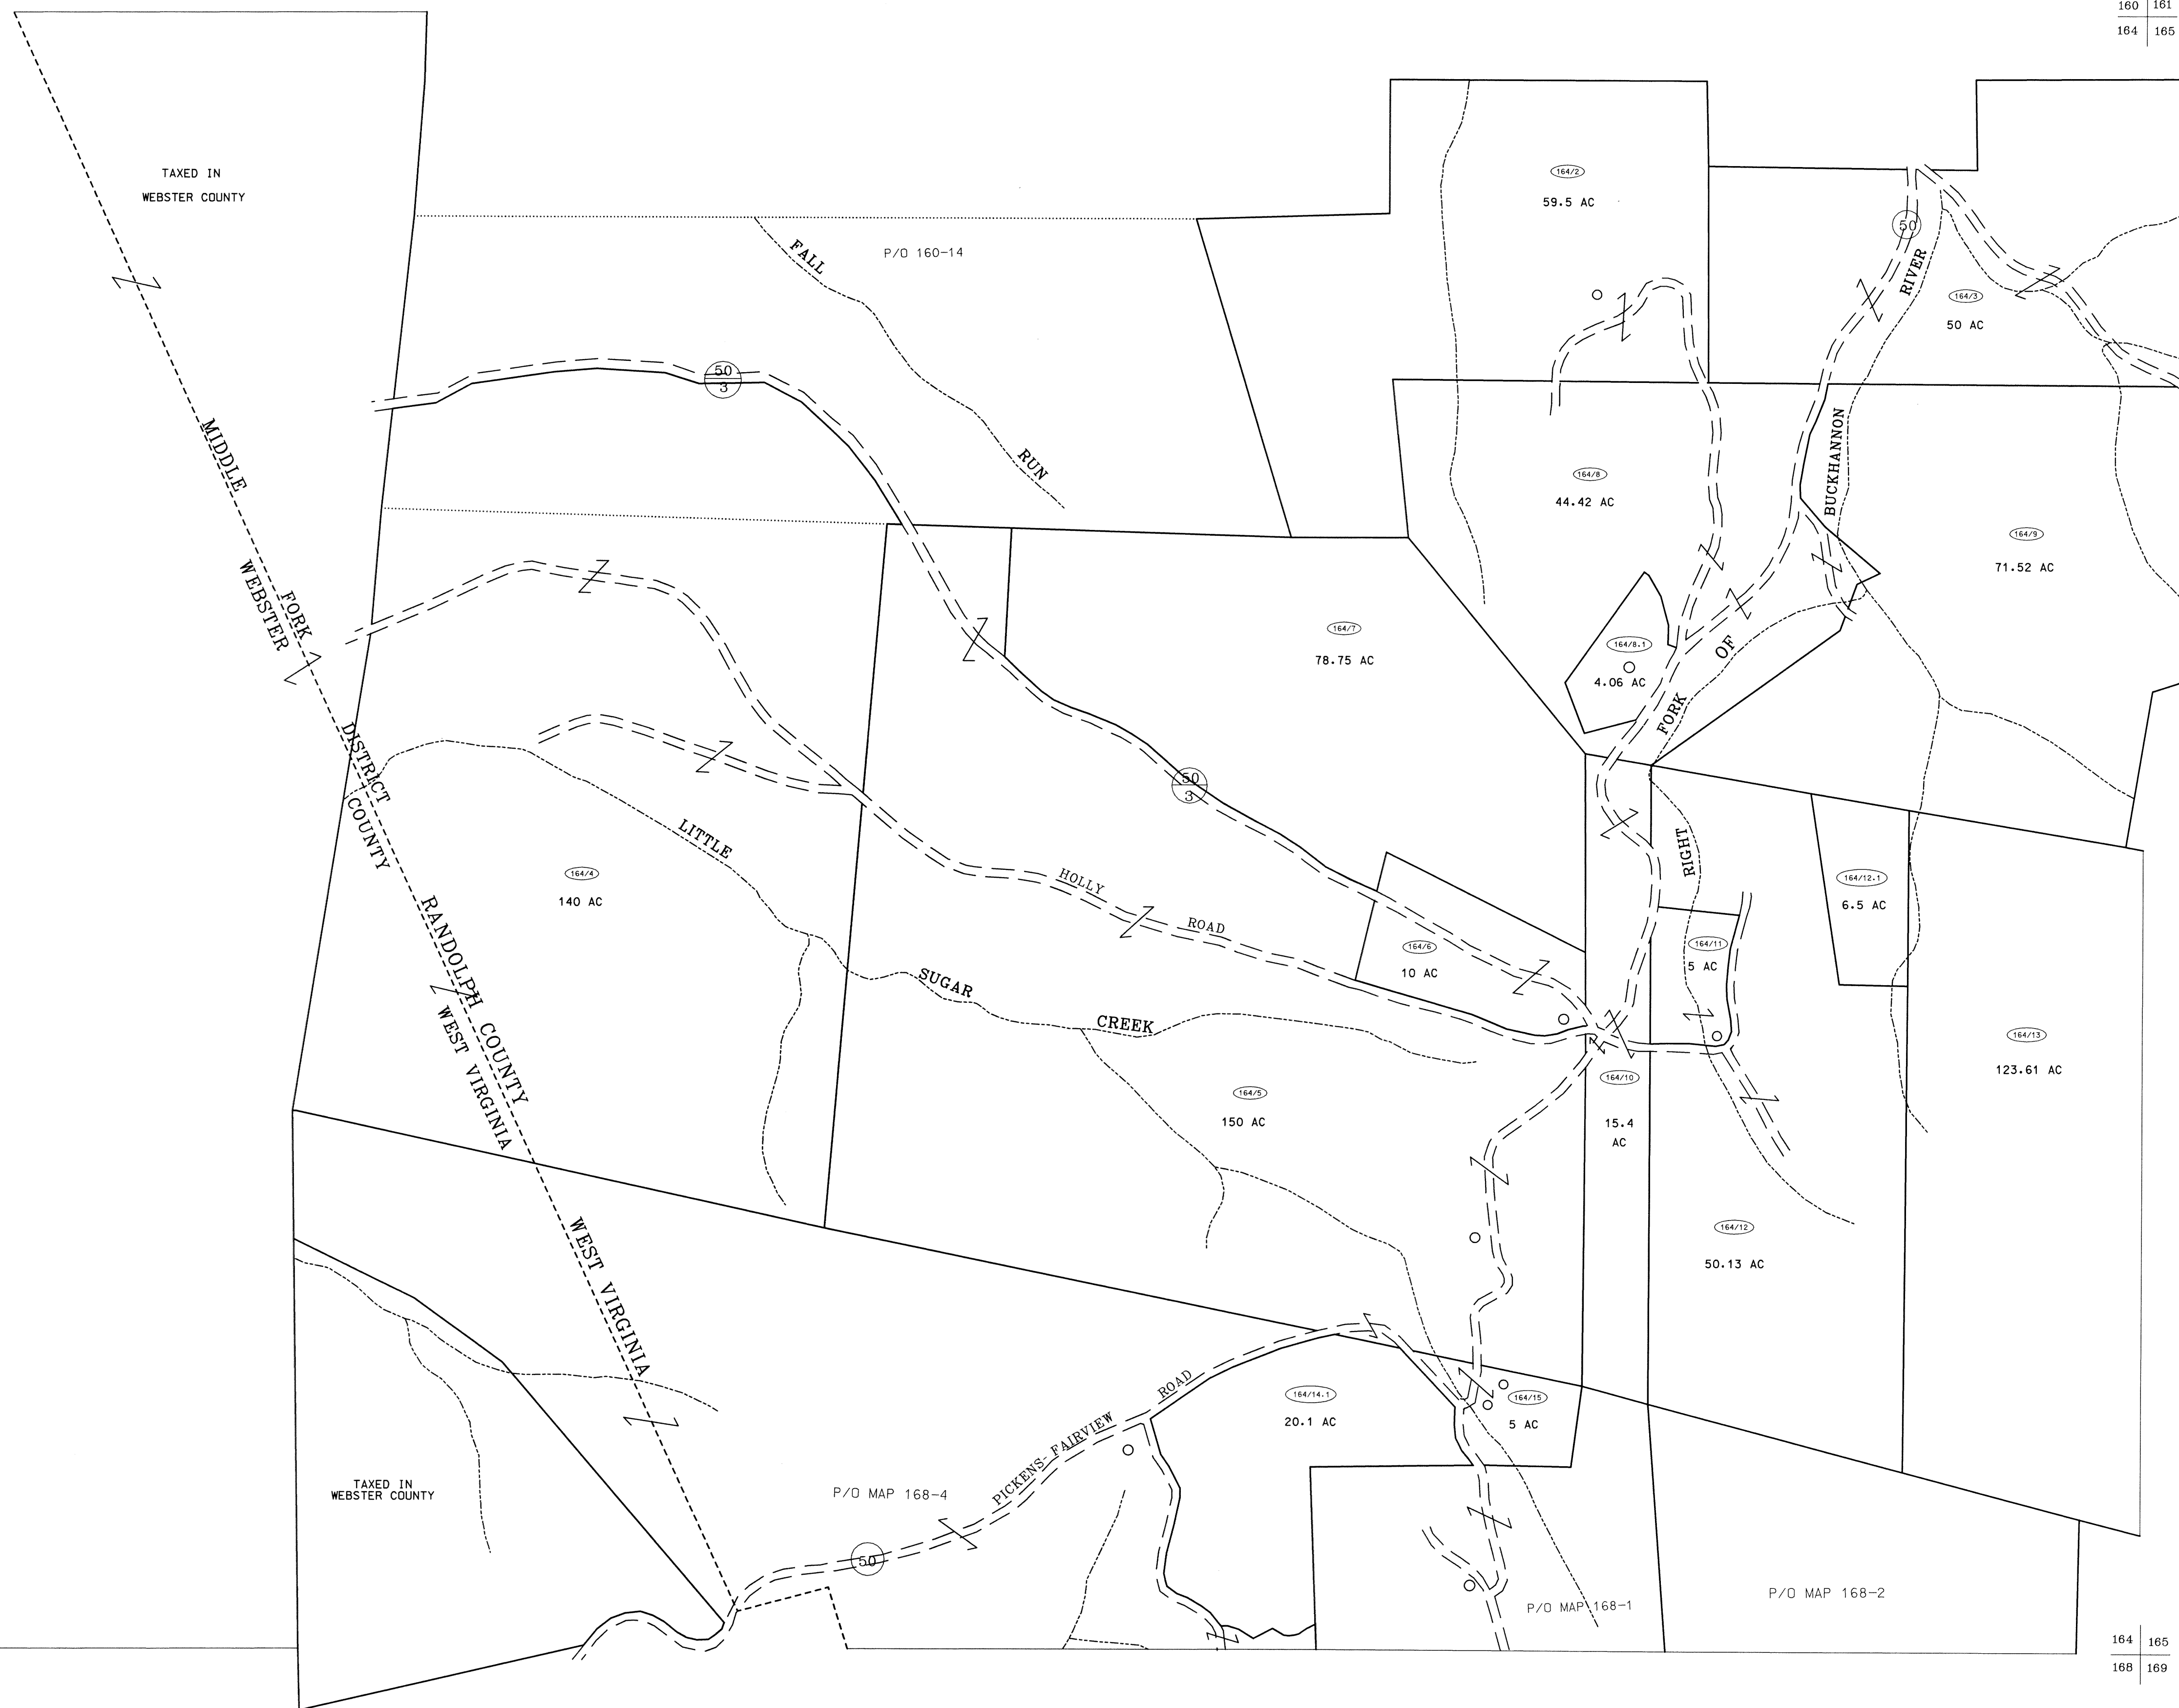 160 161
164 165
TAXED IN
WEBSTER COUNTY
164/2
59.5 AC
P/O 160-14
FALL
RUN
50
RIVER
164/3
50 AC
50
3
MIDDLE
FORK
WEBSTER
DISTRICT
COUNTY
164/8
44.42 AC
BUCKHANNON
164/9
71.52 AC
164/7
78.75 AC
164/8.1
4.06 AC
OF
FORK
RIGHT
50
3
LITTLE
SUGAR
CREEK
164/4
140 AC
HOLLY
ROAD
164/6
10 AC
164/11
5 AC
164/12.1
6.5 AC
RANDOLPH COUNTY
WEST VIRGINIA
164/13
123.61 AC
164/5
150 AC
164/10
15.4
AC
164/12
50.13 AC
WEST VIRGINIA
164/14.1
20.1 AC
164/15
5 AC
PICKENS- FAIRVIEW
ROAD
TAXED IN
WEBSTER COUNTY
P/O MAP 168-4
50
P/O MAP 168-1
P/O MAP 168-2
164 165
168 169